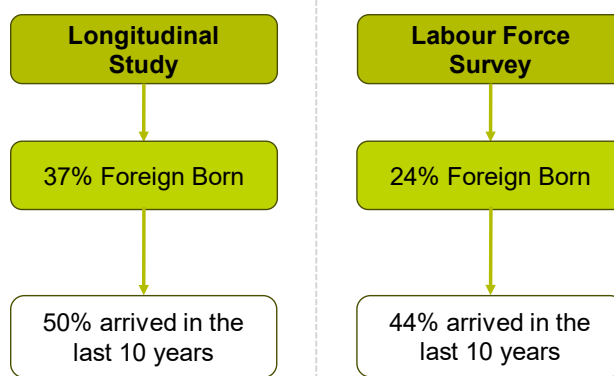 Longitudinal
Study
37% Foreign Born
50% arrived in the
last 10 years
Labour Force
Survey
24% Foreign Born
44% arrived in the
last 10 years